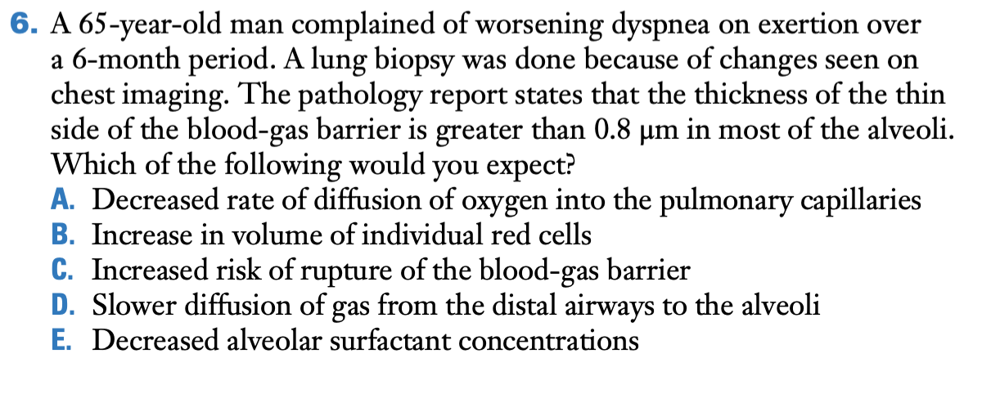 6. A 65-year-old man complained of worsening dyspnea on exertion over
a 6-month period. A lung biopsy was done because of changes seen on
chest imaging. The pathology report states that the thickness of the thin
side of the blood-gas barrier is greater than 0.8 μm in most of the alveoli.
Which of the following would you expect?
A. Decreased rate of diffusion of oxygen into the pulmonary capillaries
B. Increase in volume of individual red cells
C. Increased risk of rupture of the blood-gas barrier
D. Slower diffusion of gas from the distal airways to the alveoli
E. Decreased alveolar surfactant concentrations